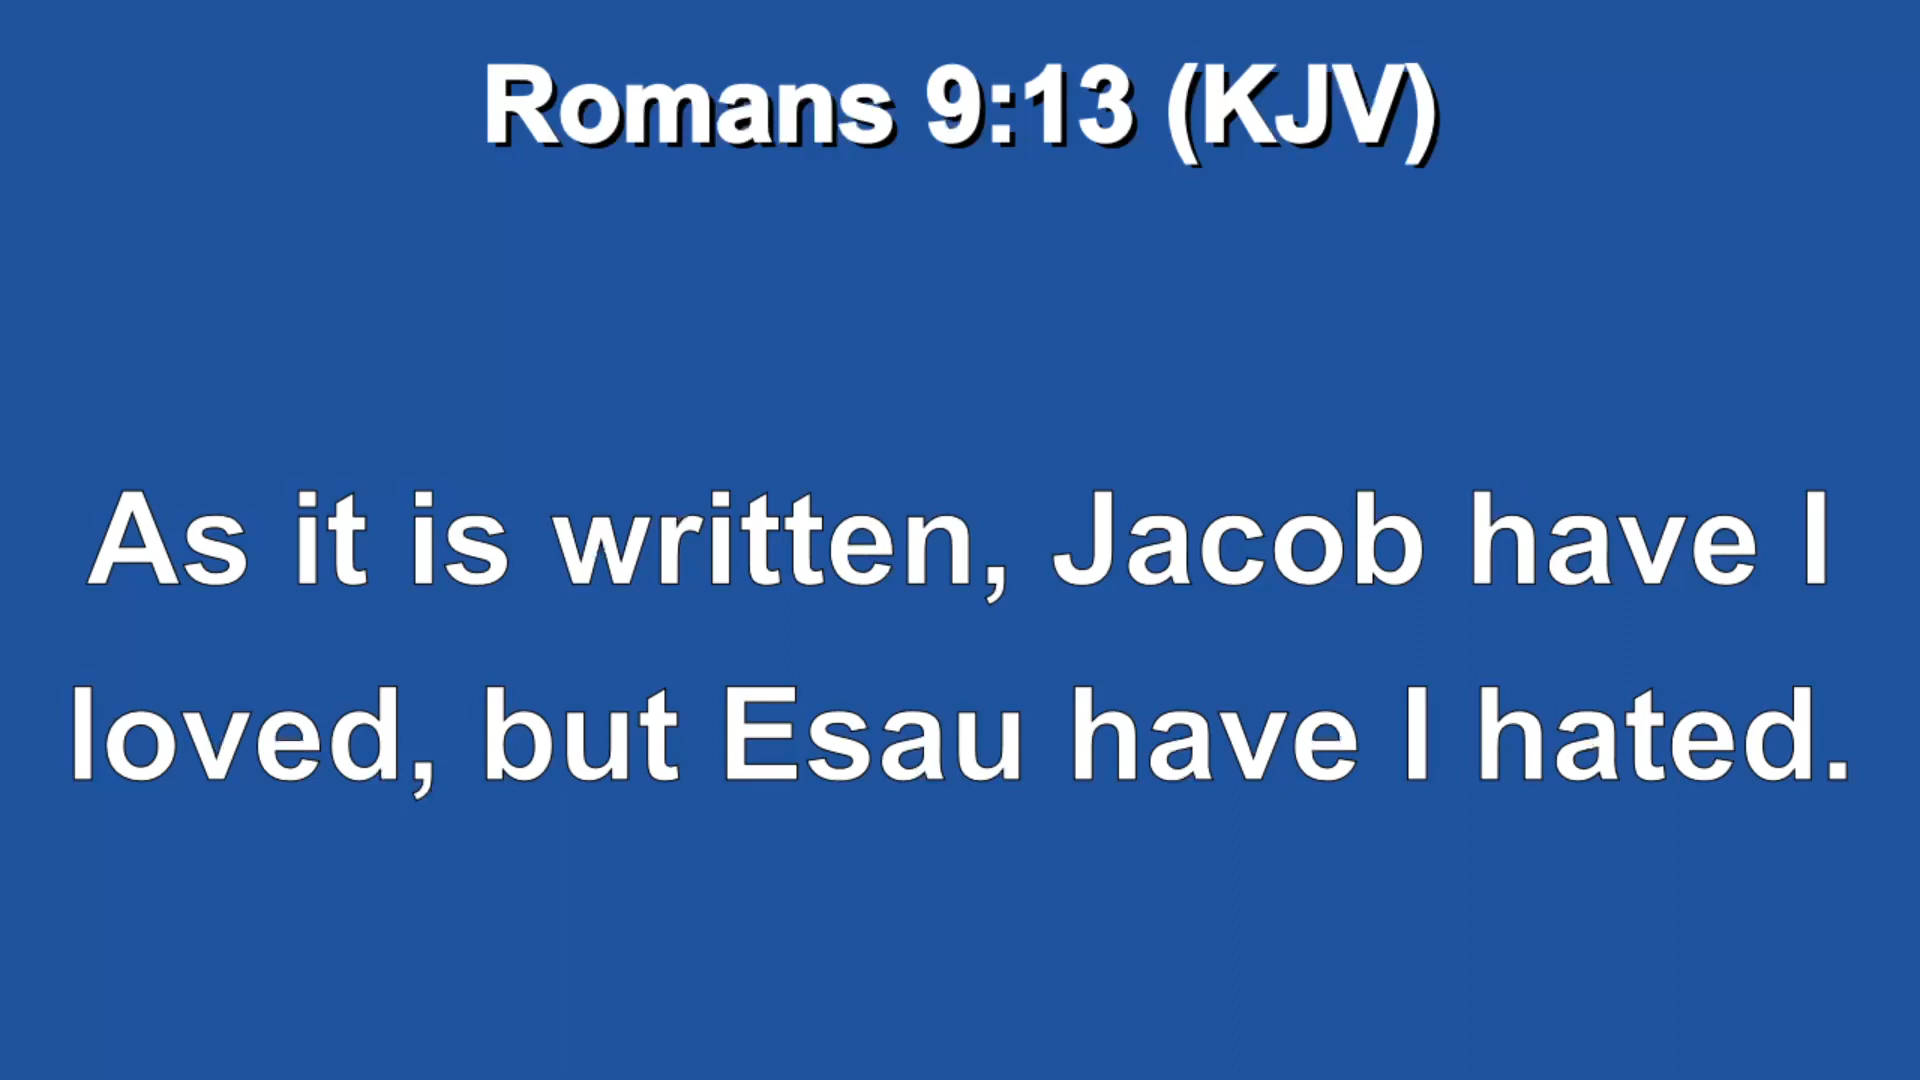 Romans 9:13 (KJV)
As it is written, Jacob have I
loved, but Esau have I hated.